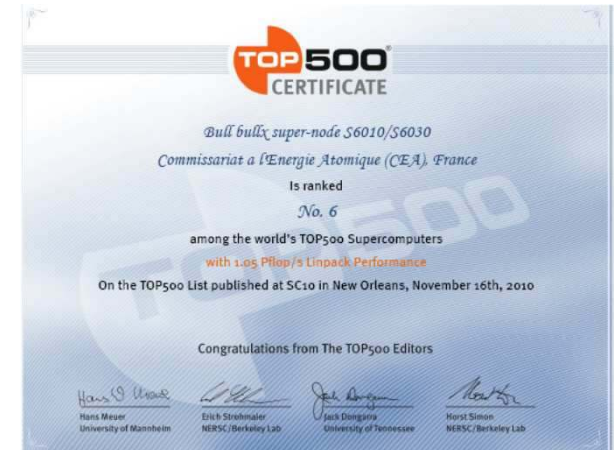 TOP500®
CERTIFICATE
Bull bullx super-node S6010/S6030
Commissariat a l'Energie Atomique (CEA), France
Is ranked
No. 6
among the world's TOP500 Supercomputers
with 1.05 Pflop/s Linpack Performance
On the TOP500 List published at SC10 in New Orleans, November 16th, 2010
Congratulations from The TOP500 Editors
Hans Meuer
University of Mannheim
Erich Strohmaier
NERSC/Berkeley Lab
Jack Dongarra
University of Tennessee
Horst Simon
NERSC/Berkeley Lab